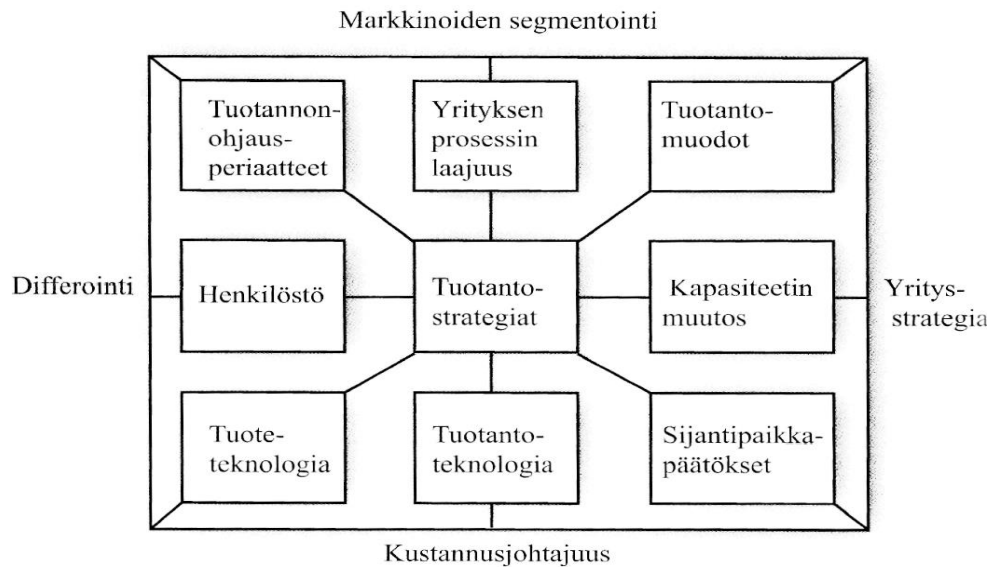 Markkinoiden segmentointi
Tuotannon-
ohjaus-
periaatteet
Yrityksen
prosessin
laajuus
Tuotanto-
muodot
Differointi
Henkilöstö
Tuotanto-
strategiat
Kapasiteetin
muutos
Yritys-
strategia
Tuote-
teknologia
Tuotanto-
teknologia
Sijantipaikka-
päätökset
Kustannusjohtajuus